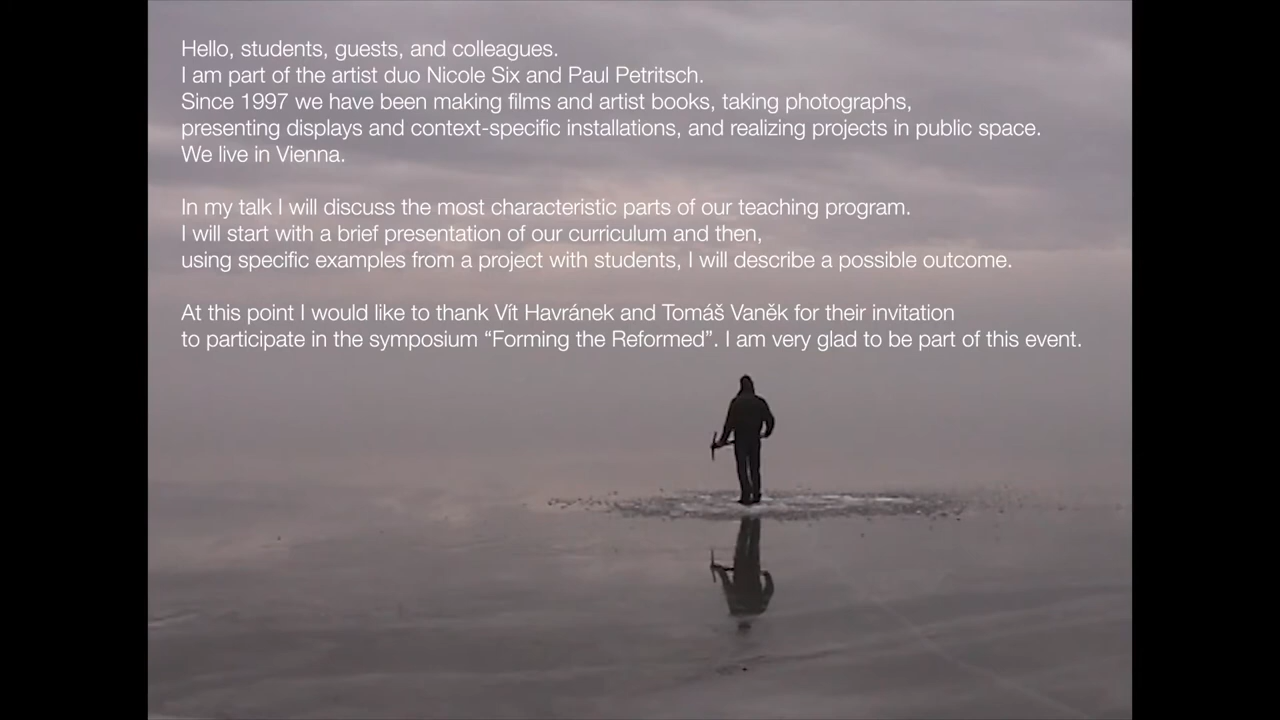 Hello, students, guests, and colleagues.
I am part of the artist duo Nicole Six and Paul Petritsch.
Since 1997 we have been making films and artist books, taking photographs,
presenting displays and context-specific installations, and realizing projects in public space.
We live in Vienna.
In my talk I will discuss the most characteristic parts of our teaching program.
I will start with a brief presentation of our curriculum and then,
using specific examples from a project with students, I will describe a possible outcome.
At this point I would like to thank Vít Havránek and Tomáš Vaněk for their invitation
to participate in the symposium “Forming the Reformed”. I am very glad to be part of this event.